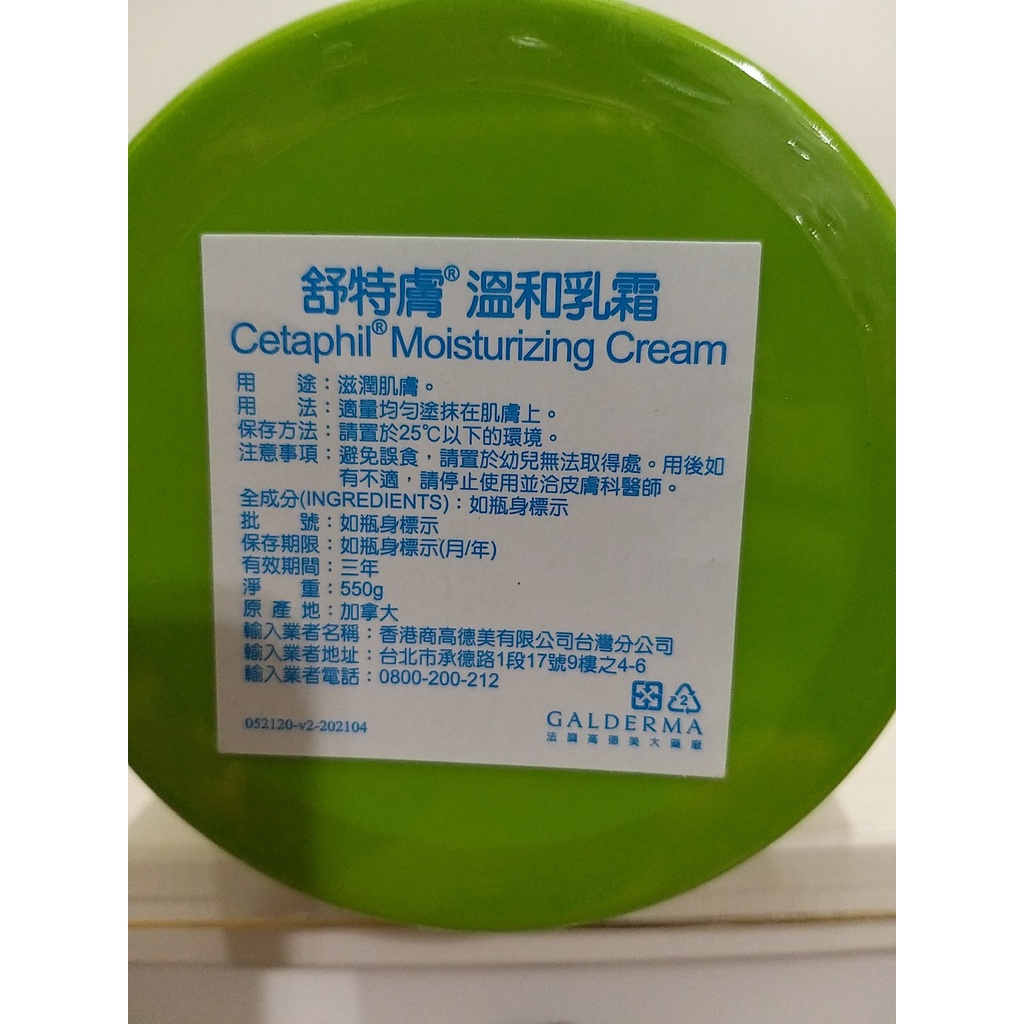 舒特膚® 溫和乳霜
Cetaphil® Moisturizing Cream
用 途：滋潤肌膚。
用 法：適量均勻塗抹在肌膚上。
保存方法：請置於25℃以下的環境。
注意事項：避免誤食，請置於幼兒無法取得處。用後如
有不適，請停止使用並洽皮膚科醫師。
全成分(INGREDIENTS)：如瓶身標示
批 號：如瓶身標示
保存期限：如瓶身標示(月/年)
有效期間：三年
淨 重：550g
原 產 地：加拿大
輸入業者名稱：香港商高德美有限公司台灣分公司
輸入業者地址：台北市承德路1段17號9樓之4-6
輸入業者電話：0800-200-212
2
052120-v2-202104
GALDERMA
法國高德美大藥廠